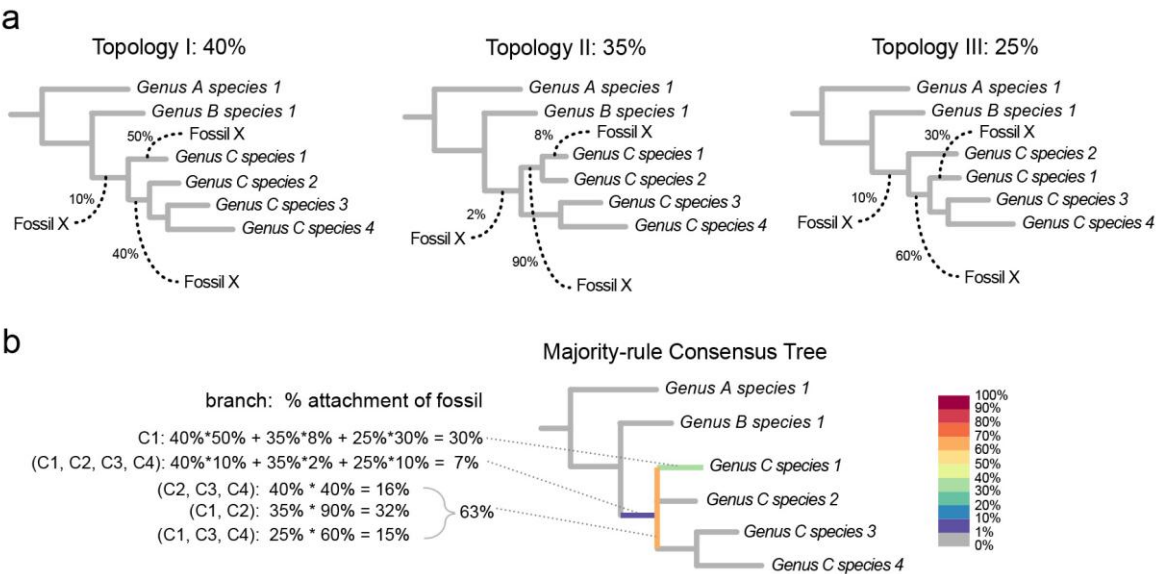 a
Topology I: 40%
Topology II: 35%
Topology III: 25%
Genus A species 1
Genus B species 1
50%
Fossil X
Genus C species 1
Genus C species 2
10%
Genus C species 3
Fossil X
Genus C species 4
40%
Fossil X
Genus A species 1
Genus B species 1
8%
Fossil X
Genus C species 1
Genus C species 2
2%
Genus C species 3
Fossil X
Genus C species 4
90%
Fossil X
Genus A species 1
Genus B species 1
30%
Fossil X
Genus C species 2
Genus C species 1
10%
Genus C species 3
Fossil X
Genus C species 4
60%
Fossil X
b
Majority-rule Consensus Tree
branch: % attachment of fossil
C1: 40%*50% + 35%*8% + 25%*30% = 30%
(C1, C2, C3, C4): 40%*10% + 35%*2% + 25%*10% = 7%
(C2, C3, C4): 40% * 40% = 16%
(C1, C2): 35% * 90% = 32%
63%
(C1, C3, C4): 25% * 60% = 15%
Genus A species 1
Genus B species 1
Genus C species 1
Genus C species 2
Genus C species 3
Genus C species 4
100%
90%
80%
70%
60%
50%
40%
30%
20%
10%
1%
0%